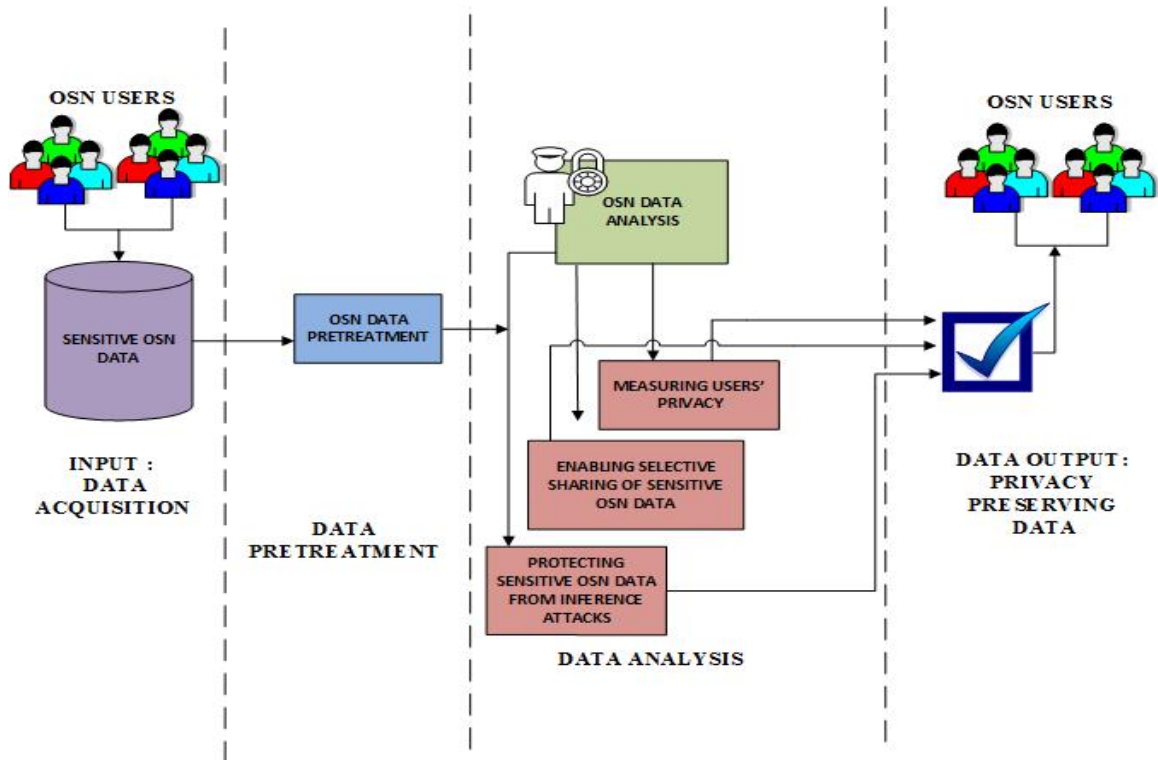 OSN USERS
SENSITIVE OSN
DATA
INPUT :
DATA
ACQUISITION
OSN DATA
PRETREATMENT
DATA
PRETREATMENT
OSN DATA
ANALYSIS
MEASURING USERS'
PRIVACY
ENABLING SELECTIVE
SHARING OF SENSITIVE
OSN DATA
PROTECTING
SENSITIVE OSN DATA
FROM INFERENCE
ATTACKS
DATA ANALYSIS
OSN USERS
DATA OUTPUT :
PRIVACY
PRESERVING
DATA